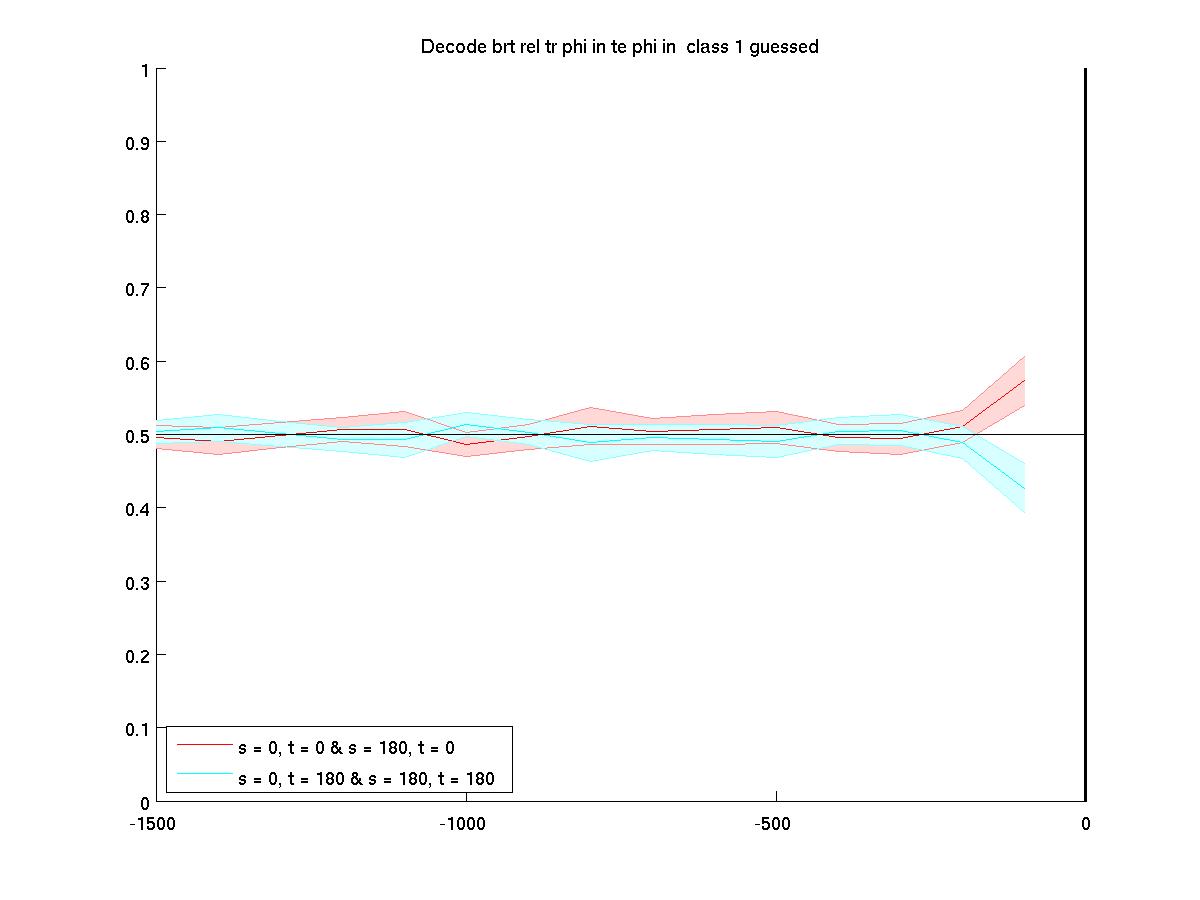 Decode brt rel tr phi in te phi in  class 1 guessed
1
0.9
0.8
0.7
0.6
0.5
0.4
0.3
0.2
0.1
0
s = 0, t = 0 & s = 180, t = 0
s = 0, t = 180 & s = 180, t = 180
-1500 -1000 -500 0